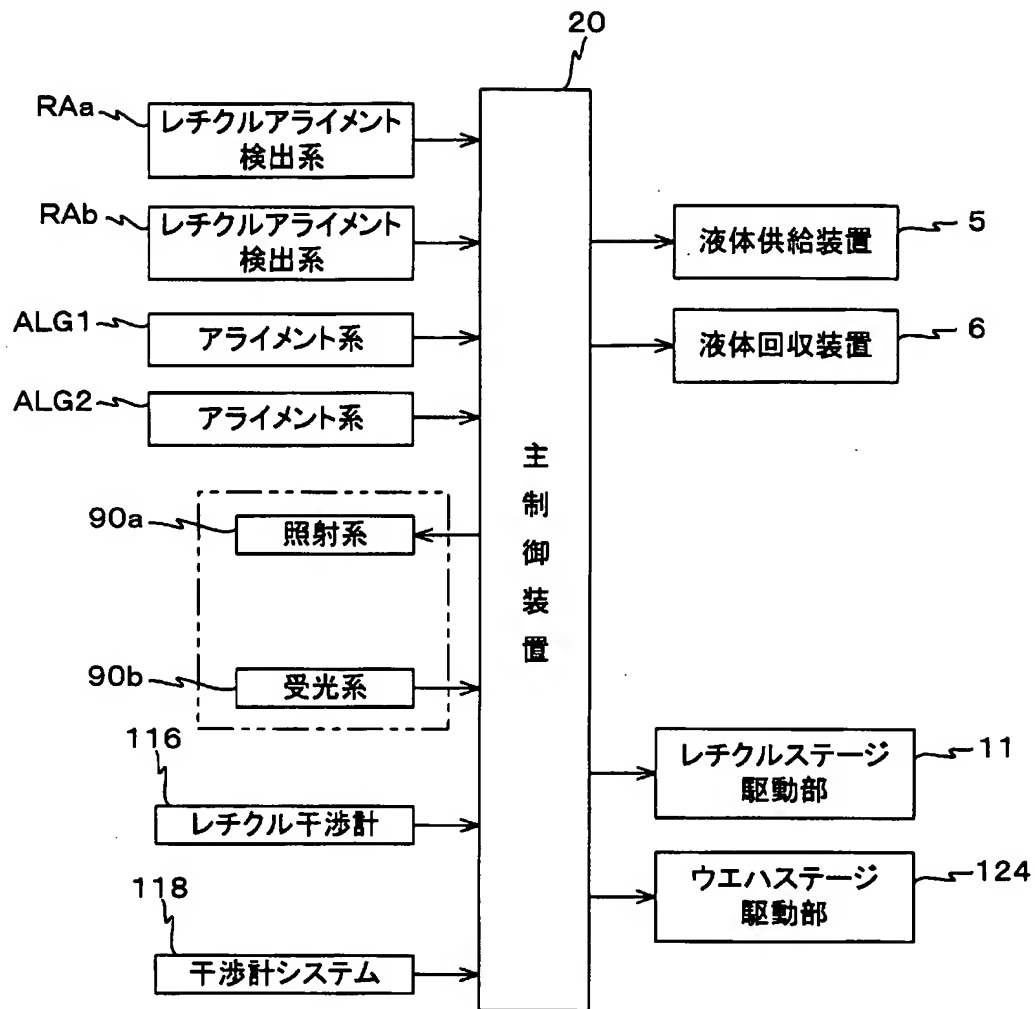 20
RAa
レチクルアライメント
検出系
RAb
レチクルアライメント
検出系
ALG1
アライメント系
ALG2
アライメント系
90a
照射系
90b
受光系
116
レチクル干渉計
118
干渉計システム
主制御装置
液体供給装置
5
液体回収装置
6
レチクルステージ
駆動部
11
ウエハステージ
駆動部
124